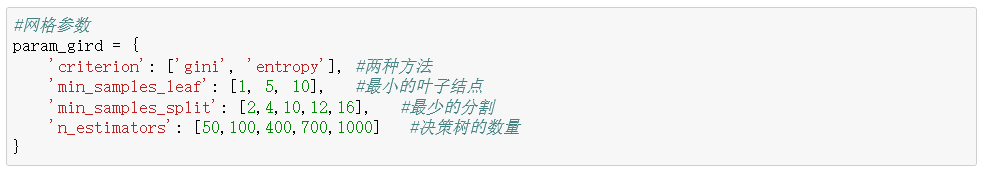 #网格参数
param_gird = {
    'criterion': ['gini', 'entropy'], #两种方法
    'min_samples_leaf': [1, 5, 10],   #最小的叶子结点
    'min_samples_split': [2,4,10,12,16],   #最少的分割
    'n_estimators': [50,100,400,700,1000]   #决策树的数量
}